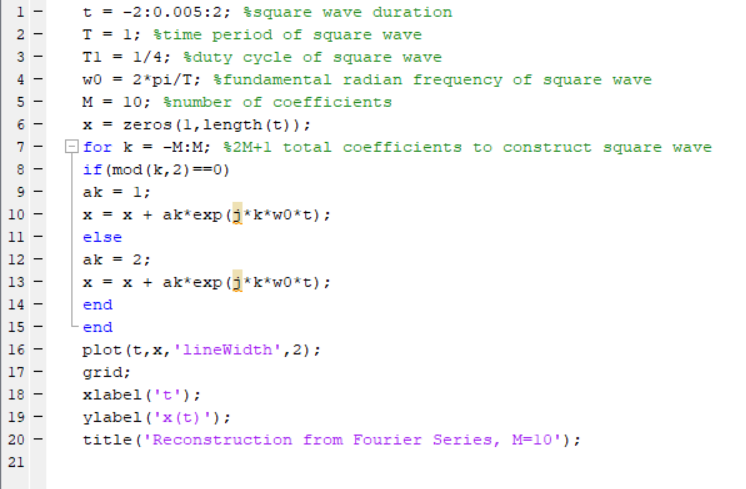 1 - t = -2:0.005:2; %square wave duration
2 - T = 1; %time period of square wave
3 - T1 = 1/4; %duty cycle of square wave
4 - w0 = 2*pi/T; %fundamental radian frequency of square wave
5 - M = 10; %number of coefficients
6 - x = zeros(1,length(t));
7 - for k = -M:M; %2M+1 total coefficients to construct square wave
8 - if(mod(k,2)==0)
9 - ak = 1;
10 - x = x + ak*exp(j*k*w0*t);
11 - else
12 - ak = 2;
13 - x = x + ak*exp(j*k*w0*t);
14 - end
15 - end
16 - plot(t,x,'lineWidth',2);
17 - grid;
18 - xlabel('t');
19 - ylabel('x(t)');
20 - title('Reconstruction from Fourier Series, M=10');
21